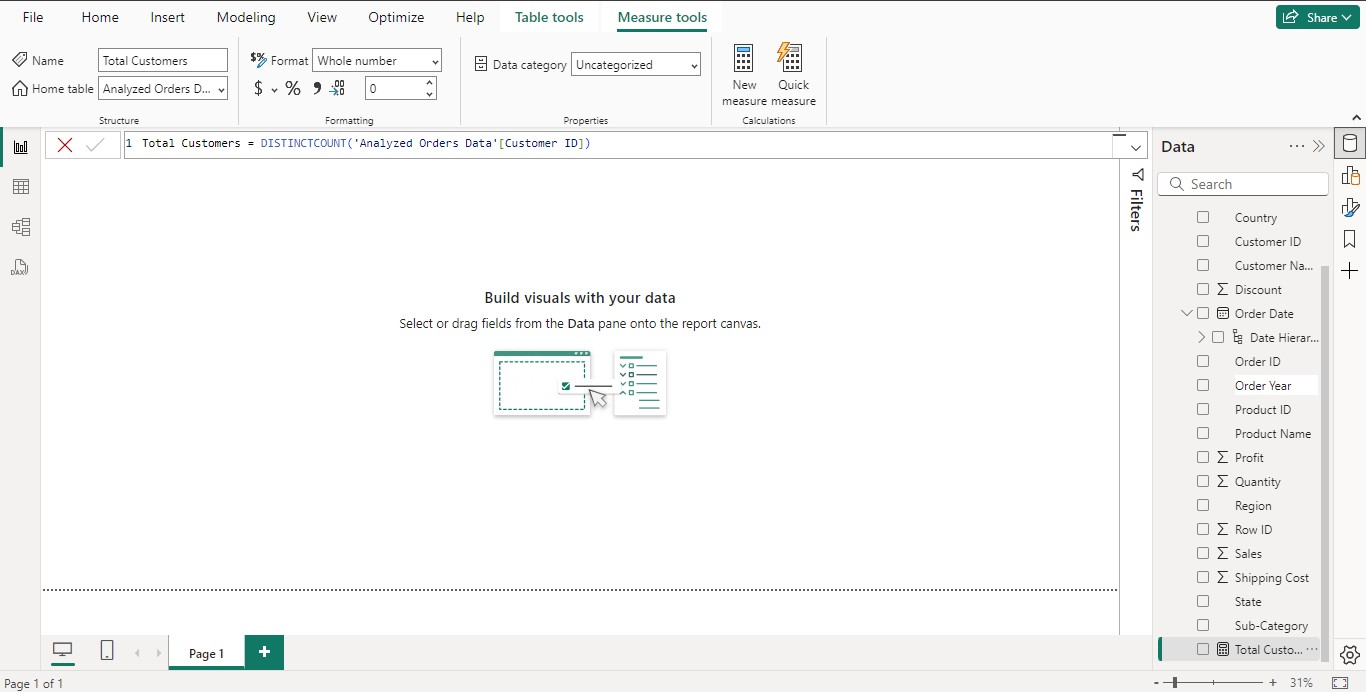 File Home Insert Modeling View Optimize Help Table tools Measure tools Share
Name Total Customers $% Format Whole number Data category Uncategorized New measure Quick measure
Home table Analyzed Orders D... $ % 0
Structure Formatting Properties Calculations
1 Total Customers = DISTINCTCOUNT('Analyzed Orders Data'[Customer ID])
Filters
Build visuals with your data
Select or drag fields from the Data pane onto the report canvas.
Data
Search
Country
Customer ID
Customer Na...
Discount
Order Date
Date Hierar...
Order ID
Order Year
Product ID
Product Name
Profit
Quantity
Region
Row ID
Sales
Shipping Cost
State
Sub-Category
Total Custo... ...
DAX
Page 1 +
Page 1 of 1 - + 31%